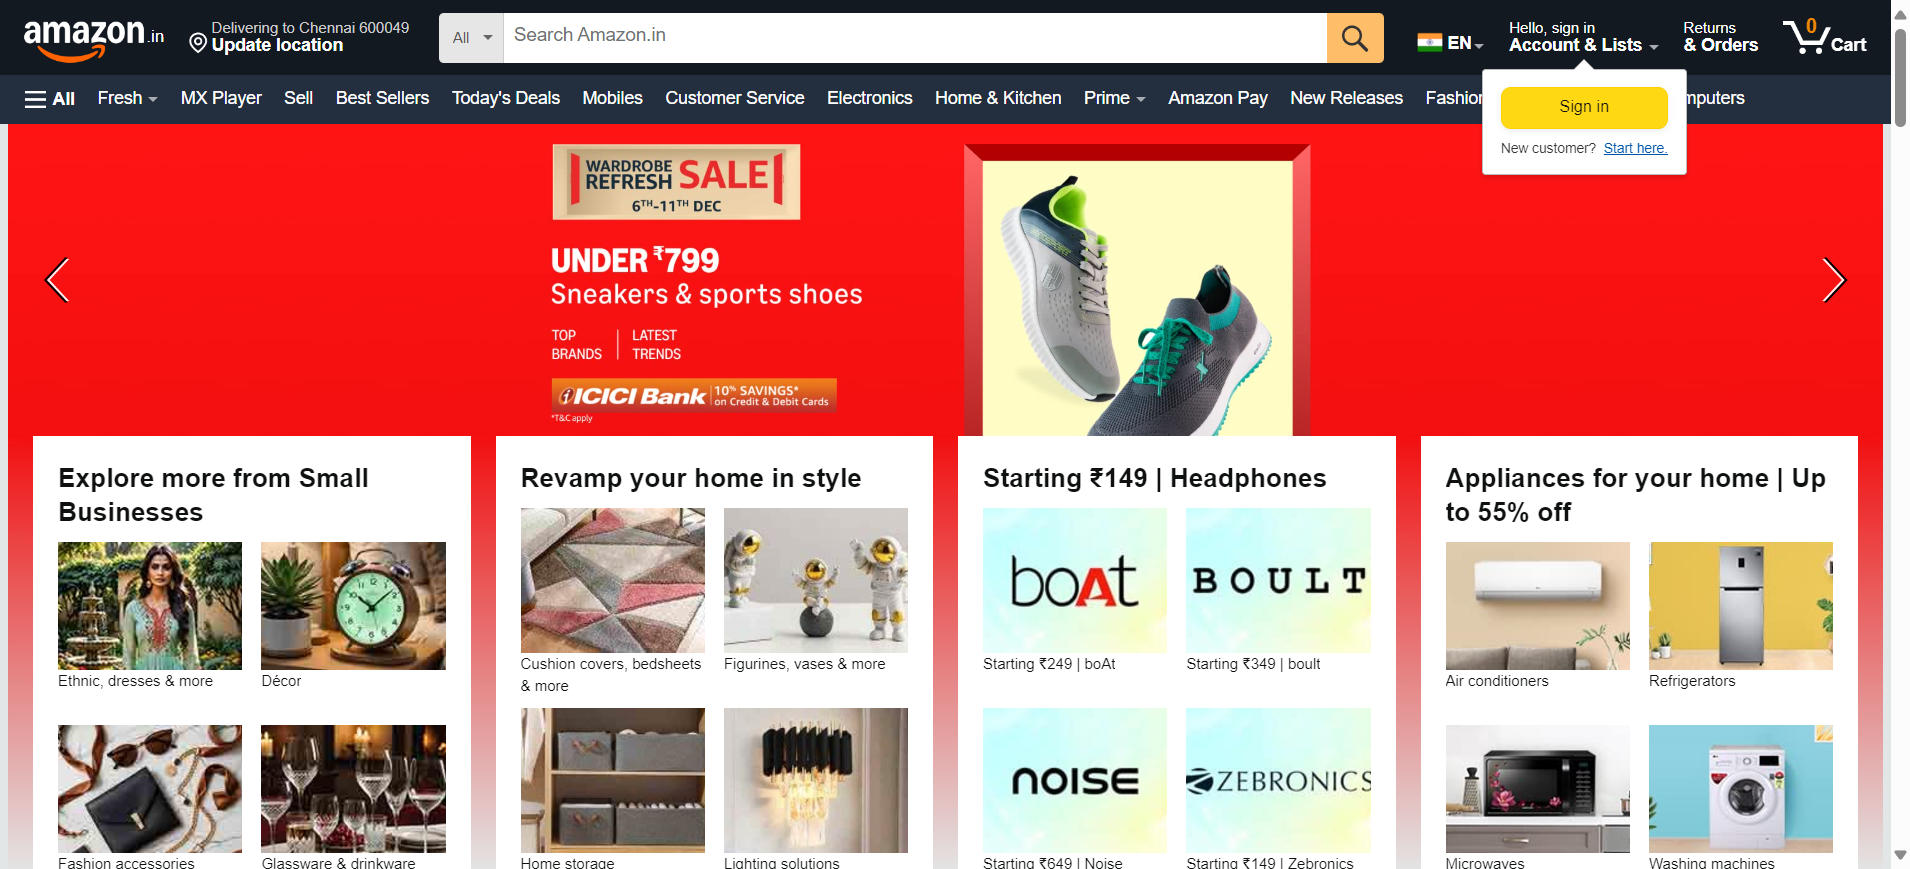 amazon.in
Delivering to Chennai 600049
Update location
All
Search Amazon.in
EN
Hello, sign in
Account & Lists
Returns
& Orders
0
Cart
All
Fresh
MX Player
Sell
Best Sellers
Today's Deals
Mobiles
Customer Service
Electronics
Home & Kitchen
Prime
Amazon Pay
New Releases
Fashion
mputers
Sign in
New customer? Start here.
WARDROBE
REFRESH SALE
6TH-11TH DEC
UNDER ₹799
Sneakers & sports shoes
TOP
BRANDS
LATEST
TRENDS
ICICI Bank
10% SAVINGS*
on Credit & Debit Cards
*T&C apply
Explore more from Small
Businesses
Ethnic, dresses & more
Décor
Fashion accessories
Glassware & drinkware
Revamp your home in style
Cushion covers, bedsheets
& more
Figurines, vases & more
Home storage
Lighting solutions
Starting ₹149 | Headphones
boAt
BOULT
Starting ₹249 | boAt
Starting ₹349 | boult
NOISE
ZEBRONICS
Starting ₹649 | Noise
Starting ₹149 | Zebronics
Appliances for your home | Up
to 55% off
Air conditioners
Refrigerators
Microwaves
Washing machines